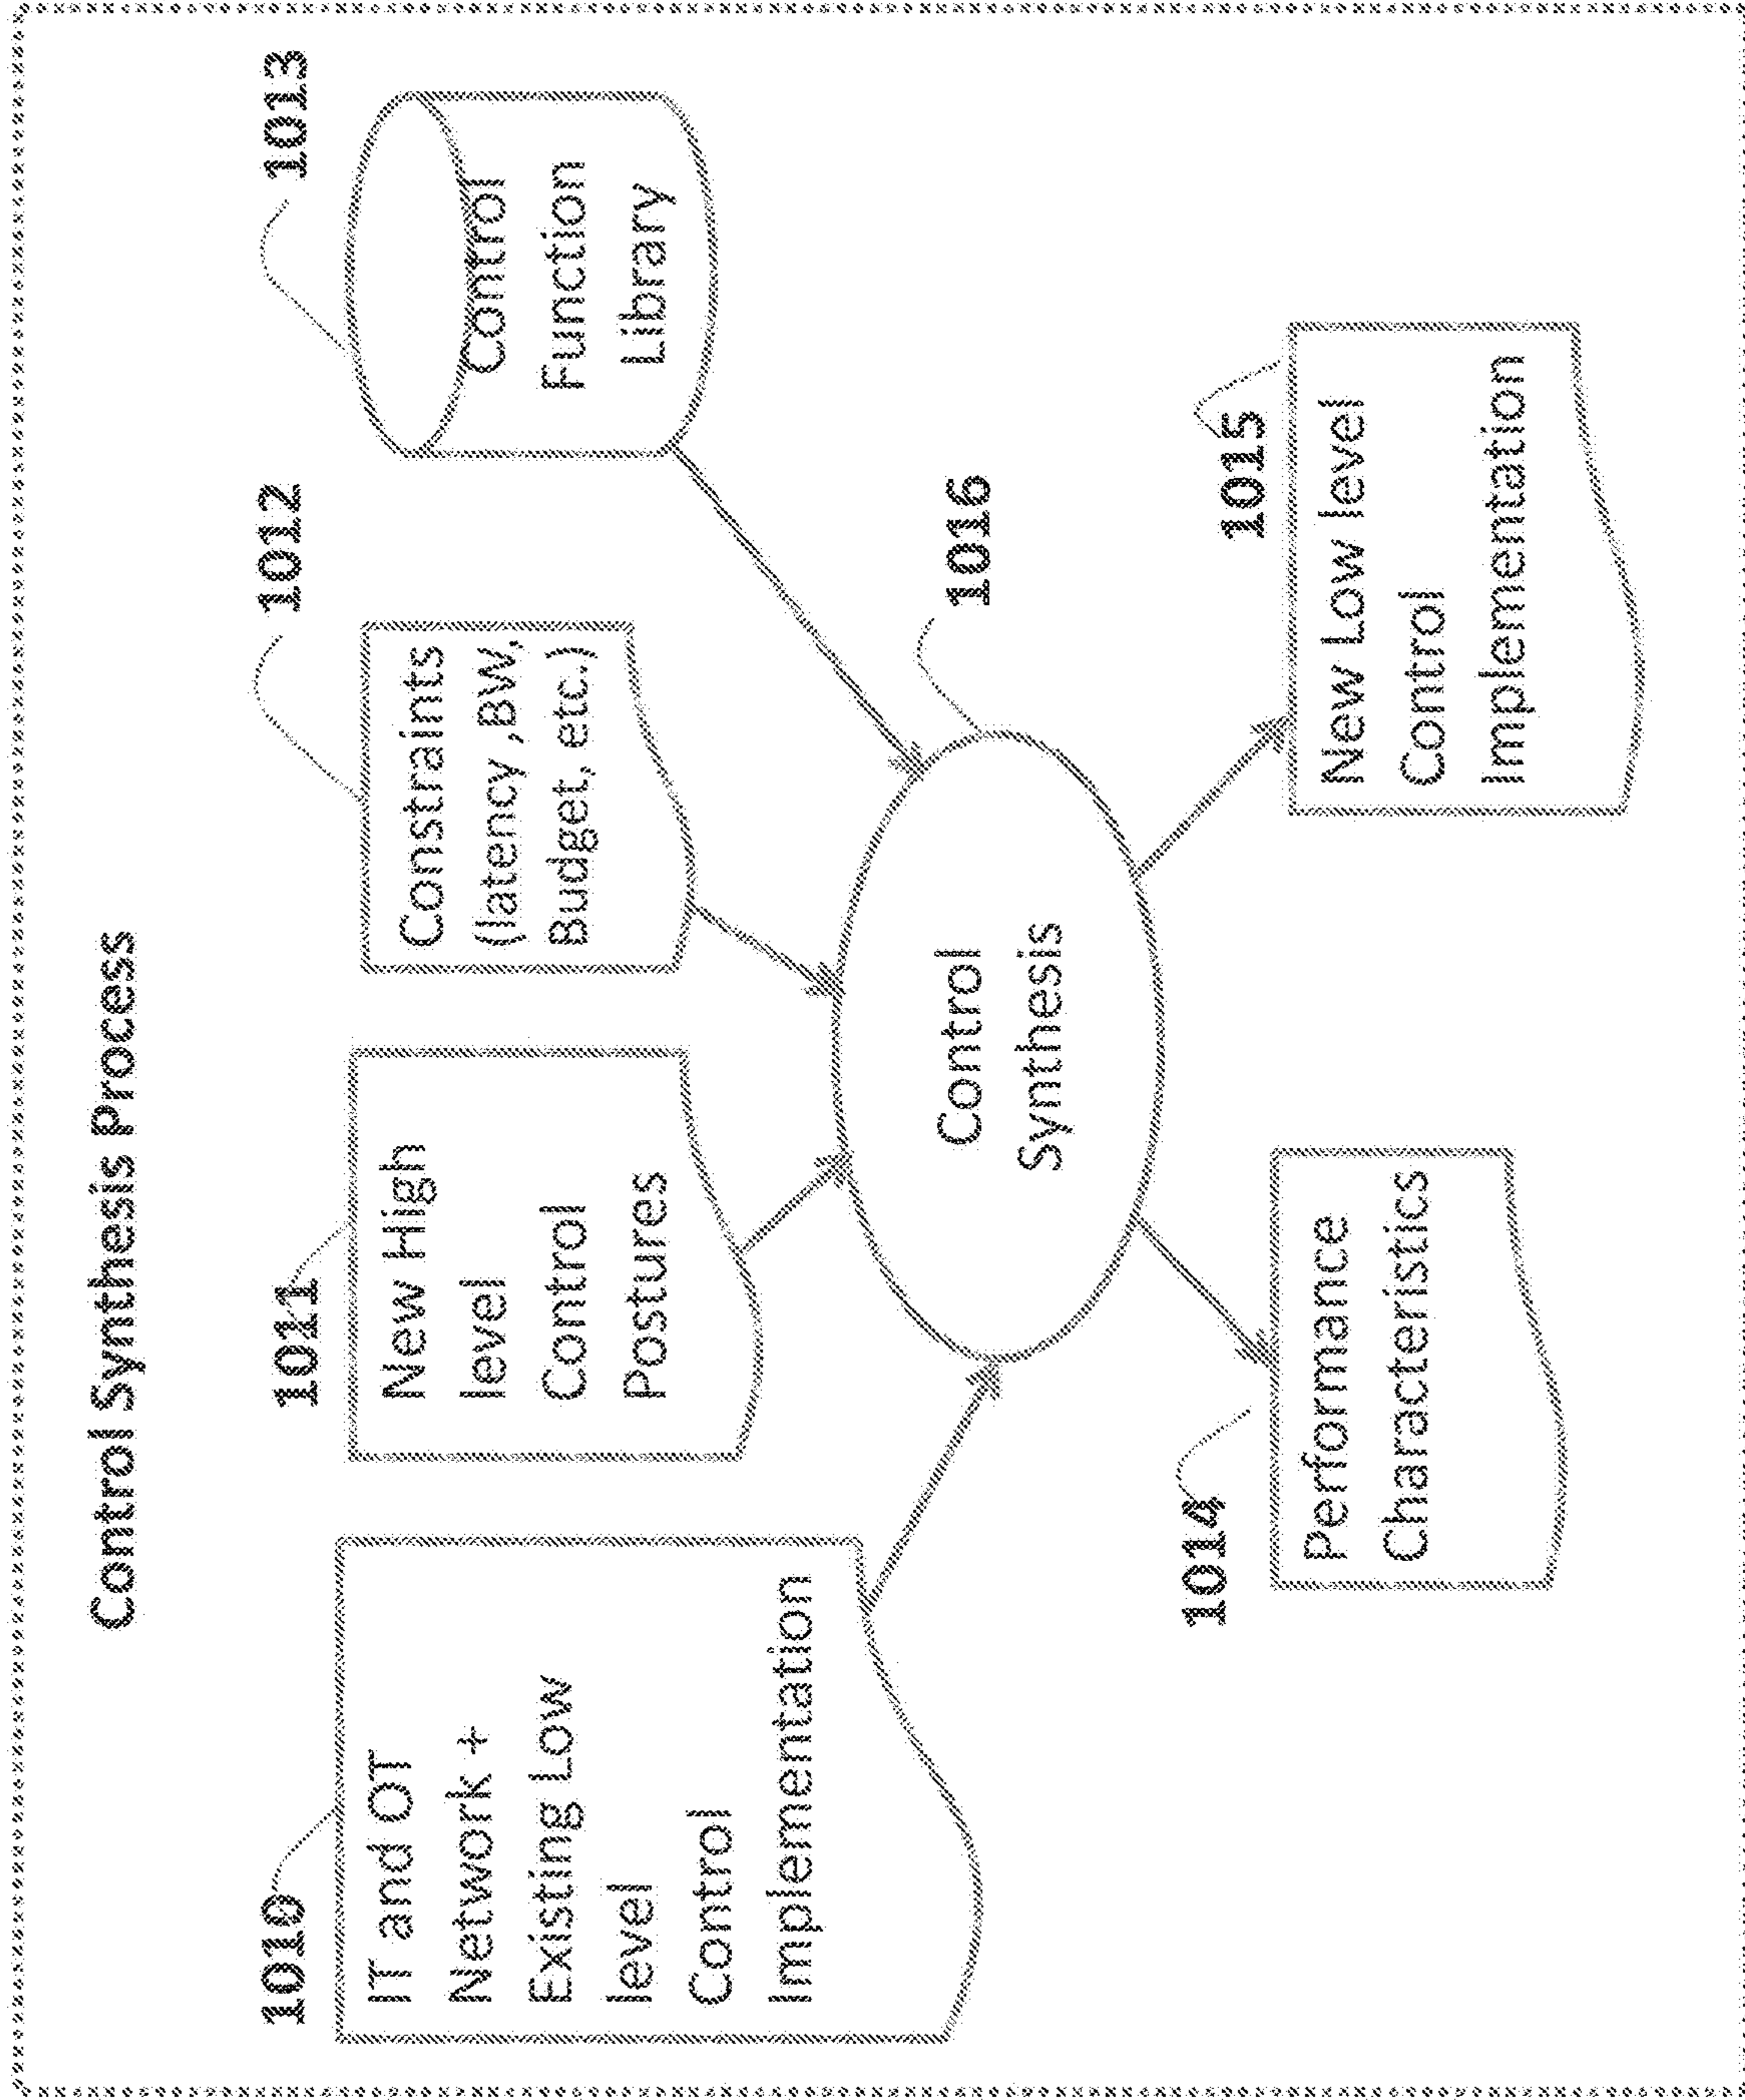 Control Synthesis Process
1010
IT and OT
Network +
Existing Low
level
Control
Implementation
1011
New High
level
Control
Postures
1012
Constraints
(latency ,BW,
Budget, etc.)
1013
Control
Function
Library
1016
Control
Synthesis
1014
Performance
Characteristics
1015
New Low level
Control
Implementation